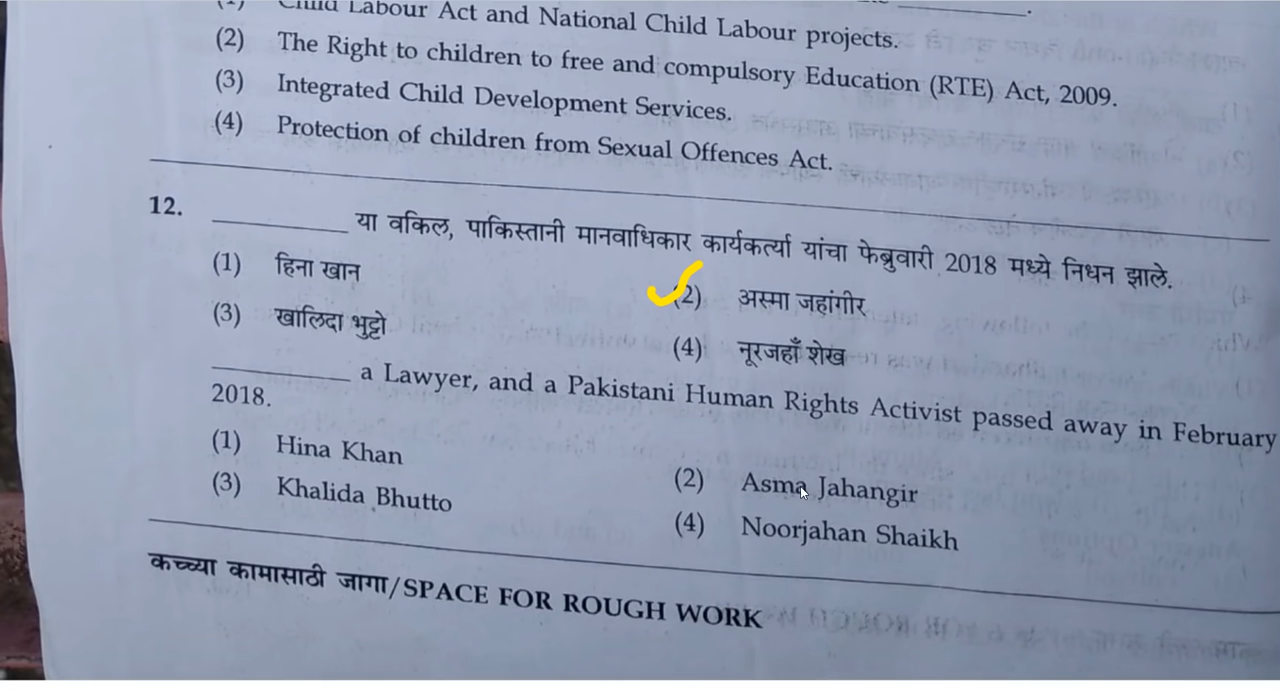 (1) Child Labour Act and National Child Labour projects.
(2) The Right to children to free and compulsory Education (RTE) Act, 2009.
(3) Integrated Child Development Services.
(4) Protection of children from Sexual Offences Act.
12. ________ या वकिल, पाकिस्तानी मानवाधिकार कार्यकर्त्या यांचा फेब्रुवारी 2018 मध्ये निधन झाले.
(1) हिना खान (2) अस्मा जहांगीर
(3) खालिदा भुट्टो (4) नूरजहाँ शेख
________ a Lawyer, and a Pakistani Human Rights Activist passed away in February
2018.
(1) Hina Khan (2) Asma Jahangir
(3) Khalida Bhutto (4) Noorjahan Shaikh
कच्च्या कामासाठी जागा/SPACE FOR ROUGH WORK